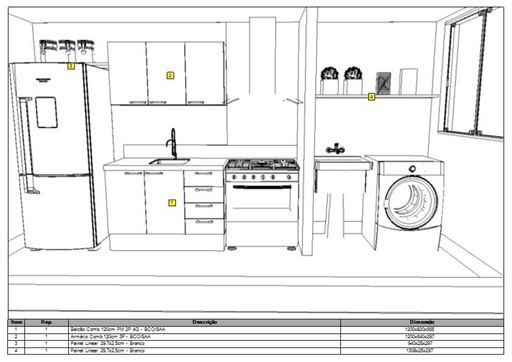 3
2
4
1
Item Rep. Descrição Dimensão
1 1 Balcão Comb 120cm PM 2P 4G - BCO/SAA 1200x820x565
2 1 Armário Comb 120cm 3P - BCO/SAA 1200x640x297
3 1 Painel Linear 29.7x2.5cm - Branco 940x25x297
4 1 Painel Linear 29.7x2.5cm - Branco 1308x25x297